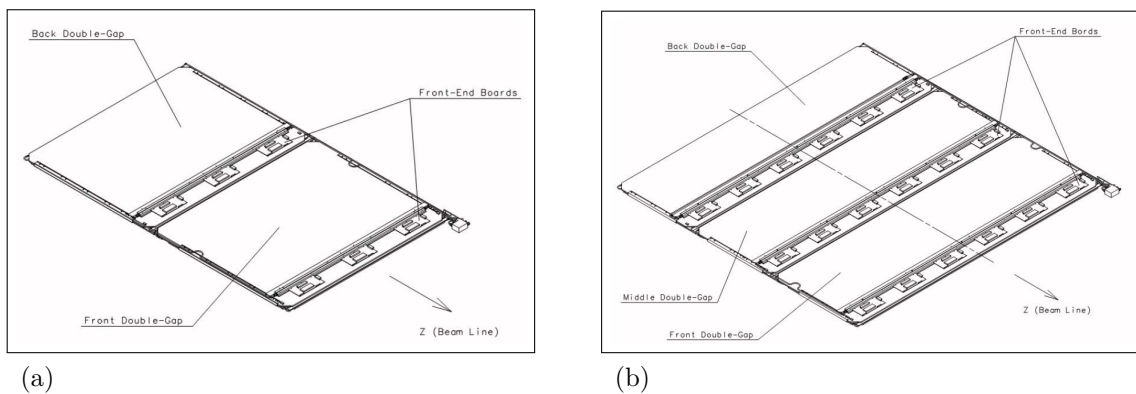 Back Double-Gap
Front-End Boards
Front Double-Gap
Z (Beam Line)
(a)
Front-End Bords
Back Double-Gap
Middle Double-Gap
Z (Beam Line)
Front Double-Gap
(b)